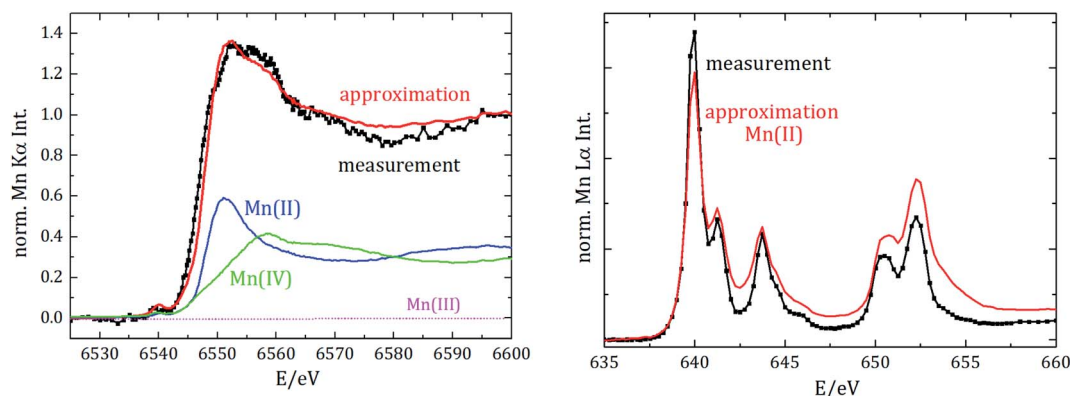 norm. Mn Kα Int.
1.4
1.2
1.0
0.8
0.6
0.4
0.2
0.0
approximation
measurement
Mn(II)
Mn(IV)
Mn(III)
6530 6540 6550 6560 6570 6580 6590 6600
E/eV
norm. Mn Lα Int.
measurement
approximation
Mn(II)
635 640 645 650 655 660
E/eV